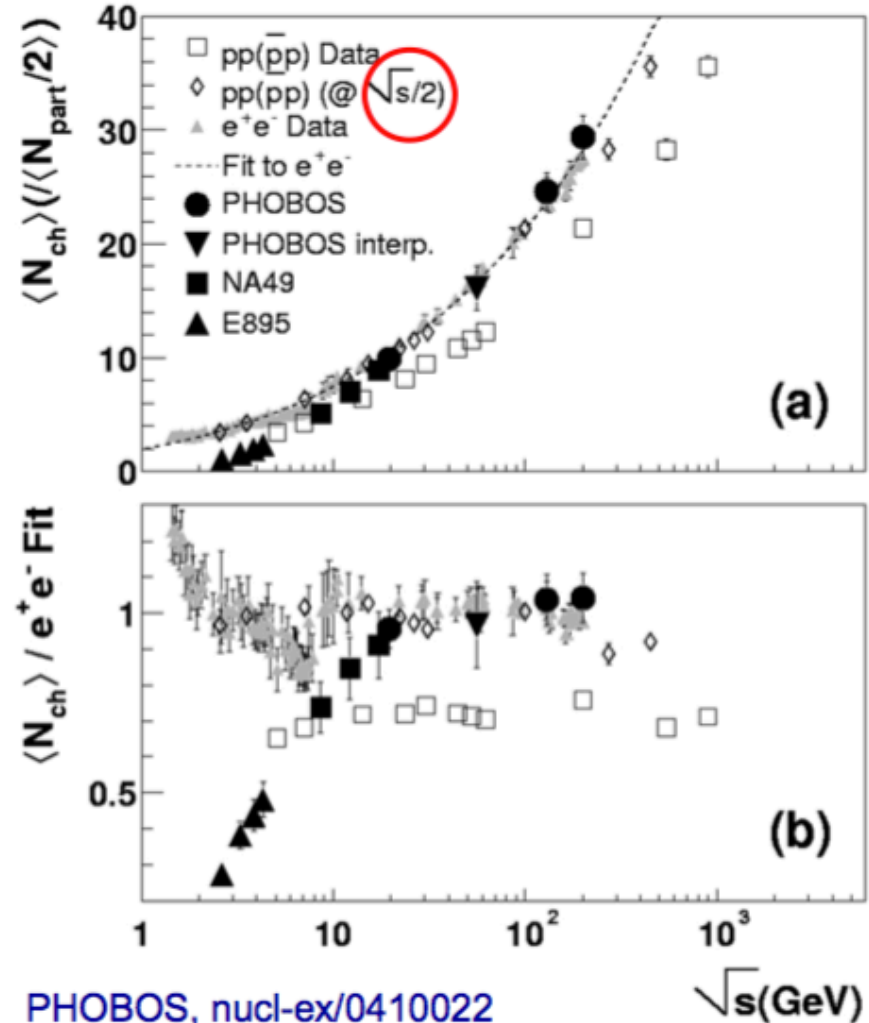 ⟨N_ch⟩(/⟨N_part/2⟩)
40
30
20
10
0
pp(p̄p) Data
pp(p̄p) (@ √s/2)
e⁺e⁻ Data
Fit to e⁺e⁻
PHOBOS
PHOBOS interp.
NA49
E895
(a)
⟨N_ch⟩ / e⁺e⁻ Fit
1
0.5
(b)
1 10 10² 10³
√s(GeV)
PHOBOS, nucl-ex/0410022